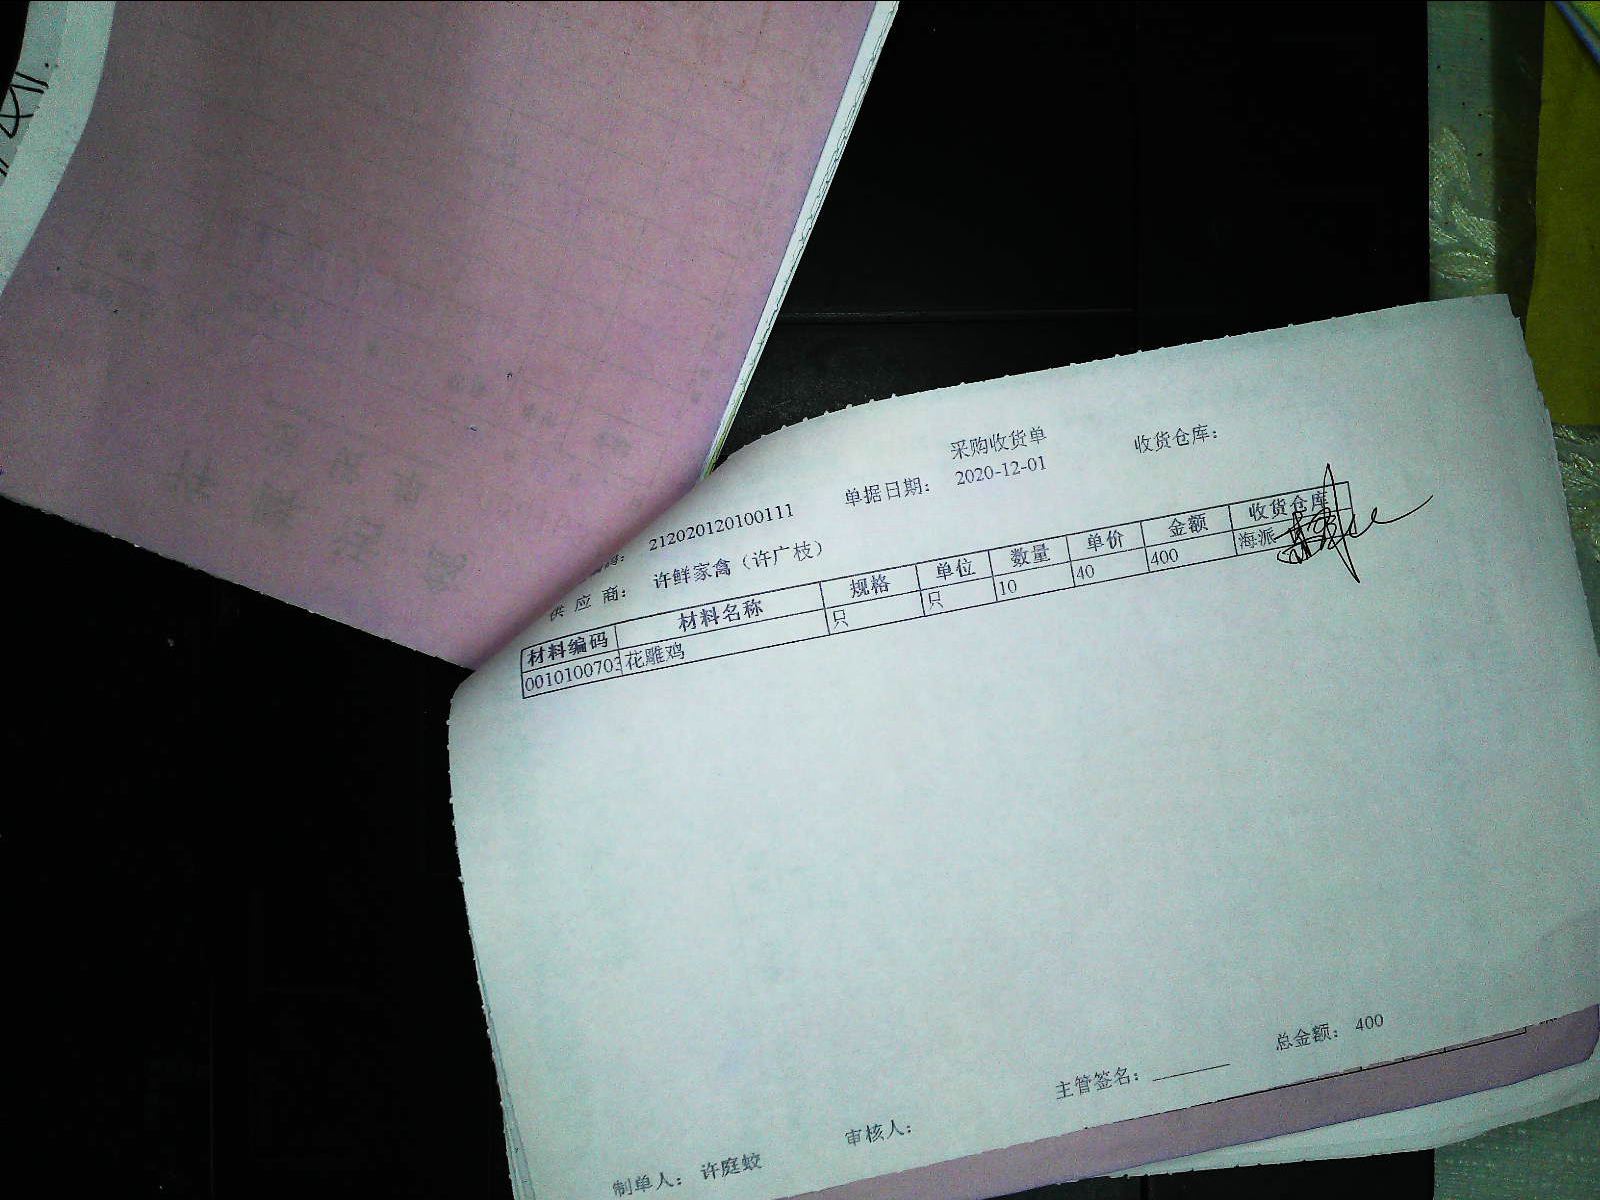 采购收货单
收货仓库：
212020120100111 单据日期： 2020-12-01
供 应 商： 许鲜家禽（许广枝）
材料编码 材料名称 规格 单位 数量 单价 金额 收货仓库
0010100703 花雕鸡 只 只 10 40 400 海派
总金额： 400
主管签名：
审核人：
制单人： 许庭蛟